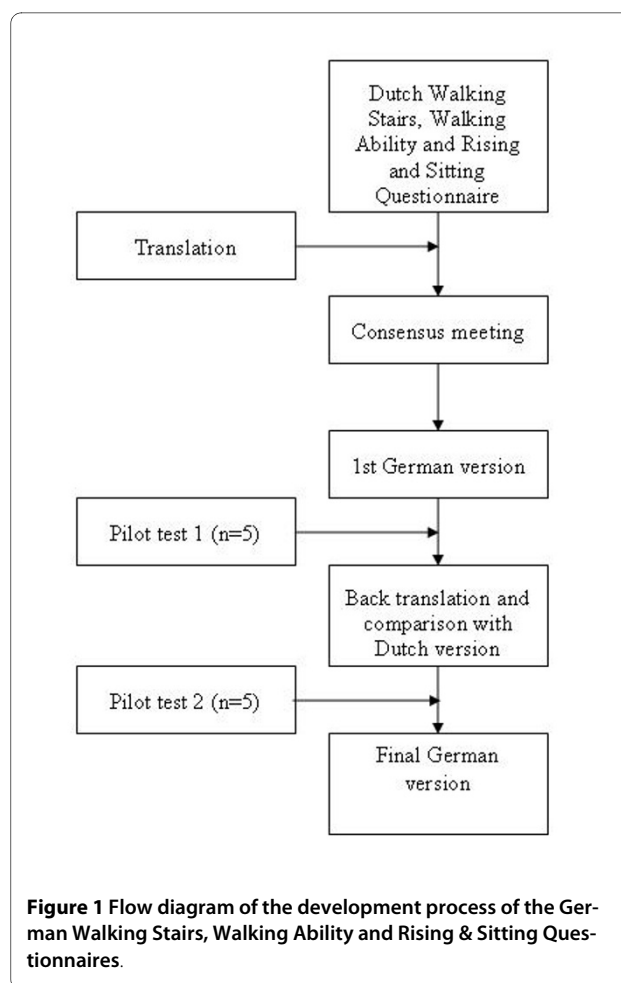 Dutch Walking
Stairs, Walking
Ability and Rising
and Sitting
Questionnaire
Translation
Consensus meeting
1st German version
Pilot test 1 (n=5)
Back translation and
comparison with
Dutch version
Pilot test 2 (n=5)
Final German
version
Figure 1 Flow diagram of the development process of the Ger-
man Walking Stairs, Walking Ability and Rising & Sitting Ques-
tionnaires.